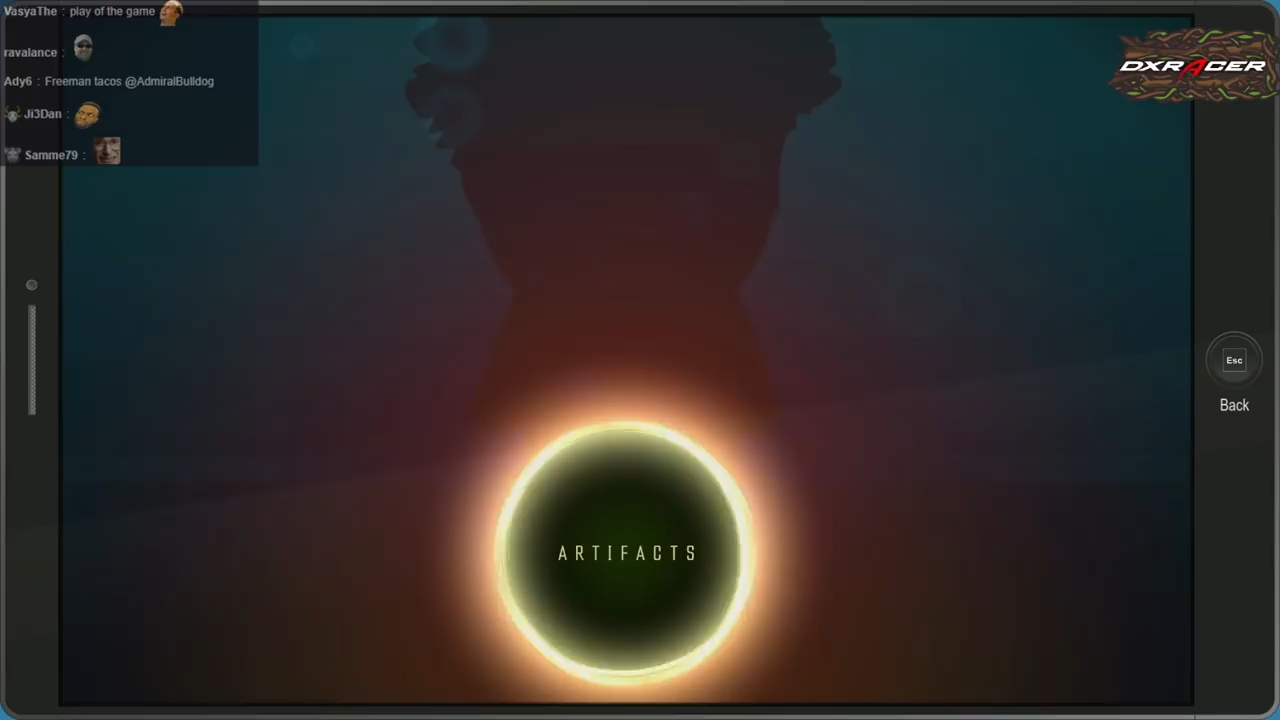 VasyaThe : play of the game
ravalance :
Ady6 : Freeman tacos @AdmiralBulldog
Ji3Dan :
Samme79 :
DXRACER
Esc
Back
ARTIFACTS